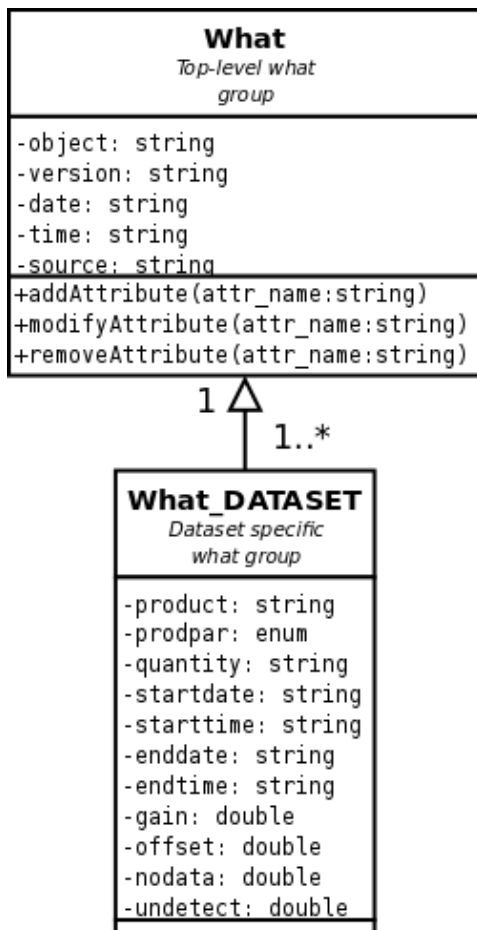 What
Top-level what
group
-object: string
-version: string
-date: string
-time: string
-source: string
+addAttribute(attr_name:string)
+modifyAttribute(attr_name:string)
+removeAttribute(attr_name:string)
1
1..*
What_DATASET
Dataset specific
what group
-product: string
-prodpar: enum
-quantity: string
-startdate: string
-starttime: string
-enddate: string
-endtime: string
-gain: double
-offset: double
-nodata: double
-undetect: double